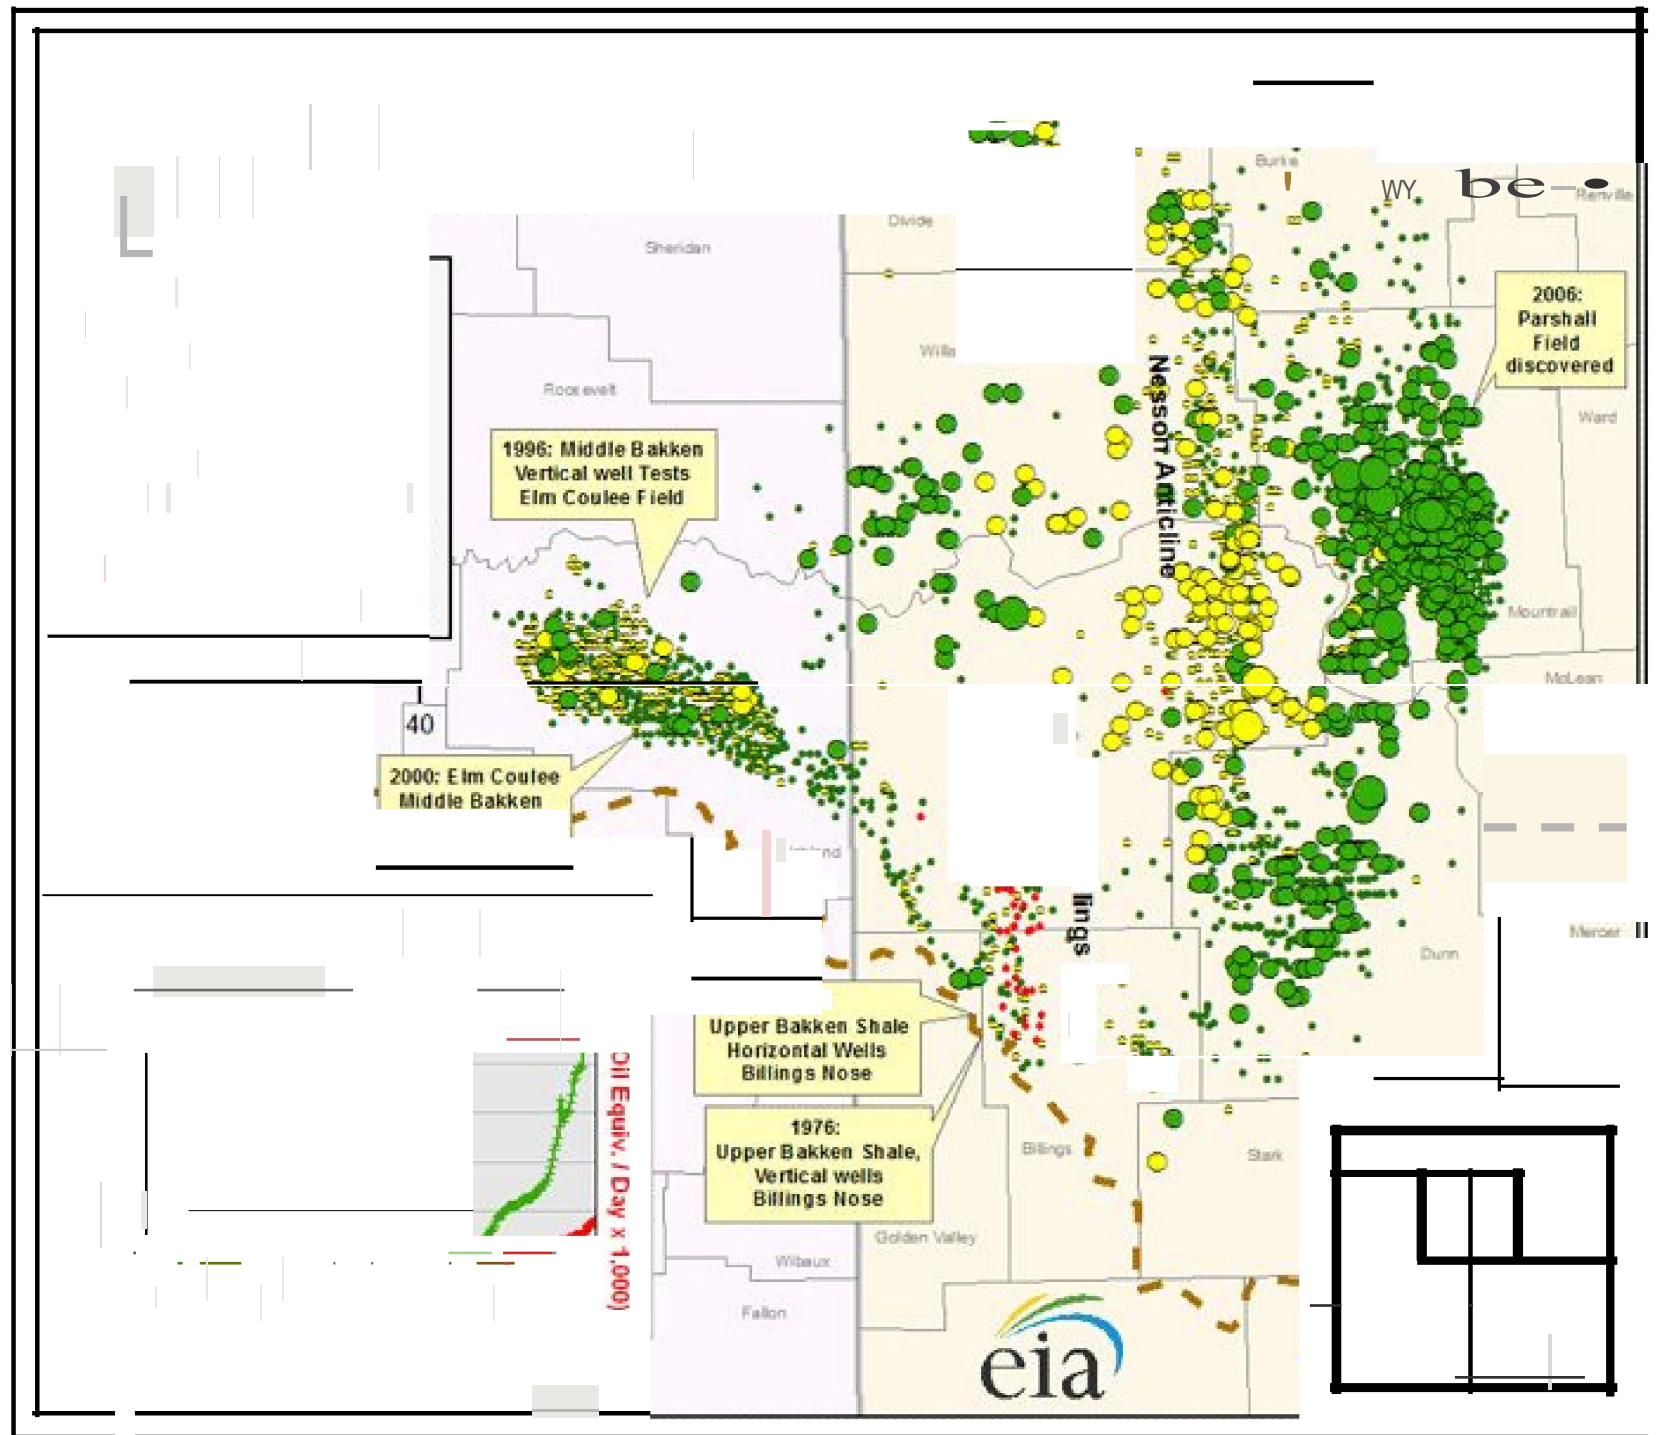 Burke
WY
be
Renville
Divide
Sheridan
2006:
Parshall
Field
discovered
Roosevelt
Nesson Anticline
Ward
1996: Middle Bakken
Vertical well Tests
Elm Coulee Field
Mountrail
McLean
40
2000: Elm Coulee
Middle Bakken
lings
Mercer
Dunn
Upper Bakken Shale
Horizontal Wells
Billings Nose
Oil Equiv. / Day x 1,000)
1976:
Upper Bakken Shale,
Vertical wells
Billings Nose
Billings
Stark
Golden Valley
Wibaux
Fallon
eia